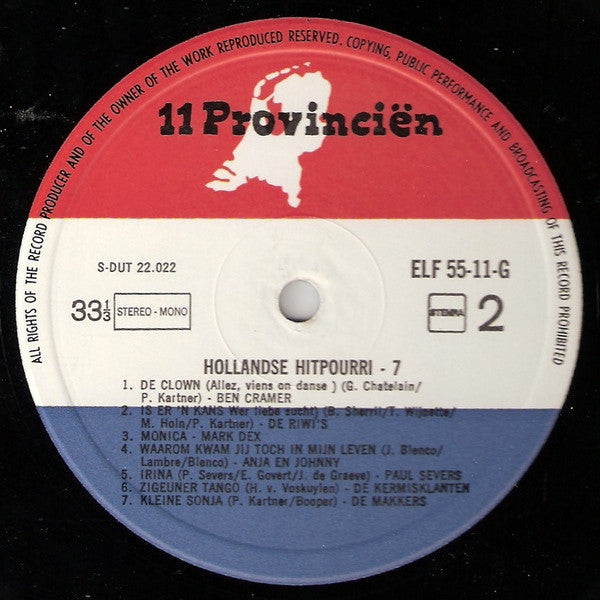 ALL RIGHTS OF THE RECORD PRODUCER AND OF THE OWNER OF THE WORK REPRODUCED RESERVED. COPYING, PUBLIC PERFORMANCE AND BROADCASTING OF THIS RECORD PROHIBITED
11 Provinciën
S-DUT 22.022
ELF 55-11-G
33 1/3 STEREO - MONO
STEMRA 2
HOLLANDSE HITPOURRI - 7
1. DE CLOWN (Allez, viens on danse ) (G. Chatelain/
P. Kartner) - BEN CRAMER
2. IS ER 'N KANS Wer liebe sucht) (B. Sherril/T. Wijnette/
M. Holn/P. Kartner) - DE RIWI'S
3. MONICA - MARK DEX
4. WAAROM KWAM JIJ TOCH IN MIJN LEVEN (J. Blenco/
Lambre/Blenco) - ANJA EN JOHNNY
5. IRINA (P. Severs/E. Govert/J. de Graeve) - PAUL SEVERS
6. ZIGEUNER TANGO (H. v. Voskuylen) - DE KERMISKLANTEN
7. KLEINE SONJA (P. Kartner/Booper) - DE MAKKERS